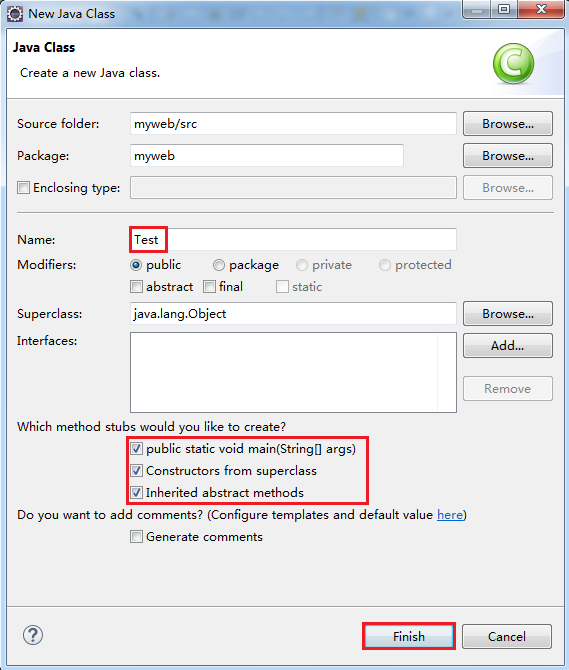 New Java Class
Java Class
Create a new Java class.
C
Source folder: myweb/src Browse...
Package: myweb Browse...
Enclosing type: Browse...
Name: Test
Modifiers: public package private protected
abstract final static
Superclass: java.lang.Object Browse...
Interfaces: Add...
Remove
Which method stubs would you like to create?
public static void main(String[] args)
Constructors from superclass
Inherited abstract methods
Do you want to add comments? (Configure templates and default value here)
Generate comments
? Finish Cancel